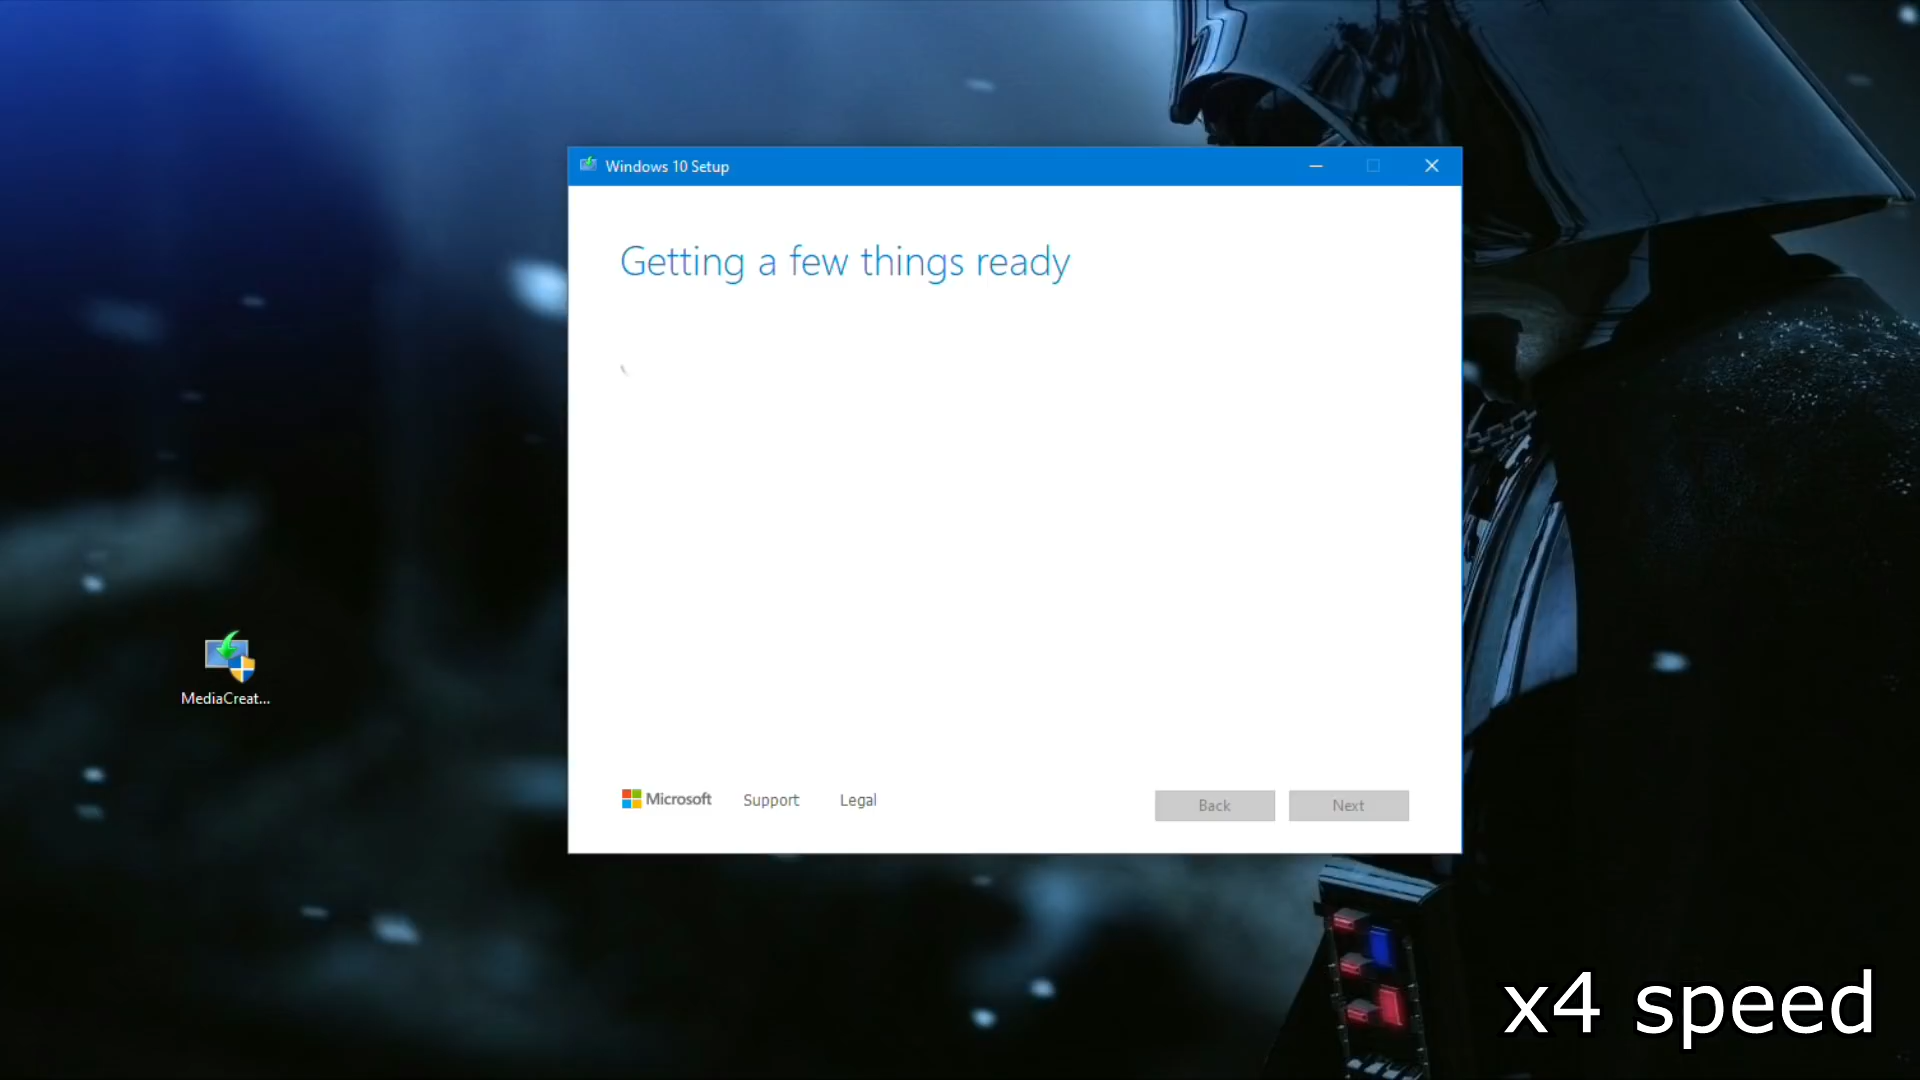 Windows 10 Setup
Getting a few things ready
MediaCreat...
Microsoft Support Legal Back Next
x4 speed